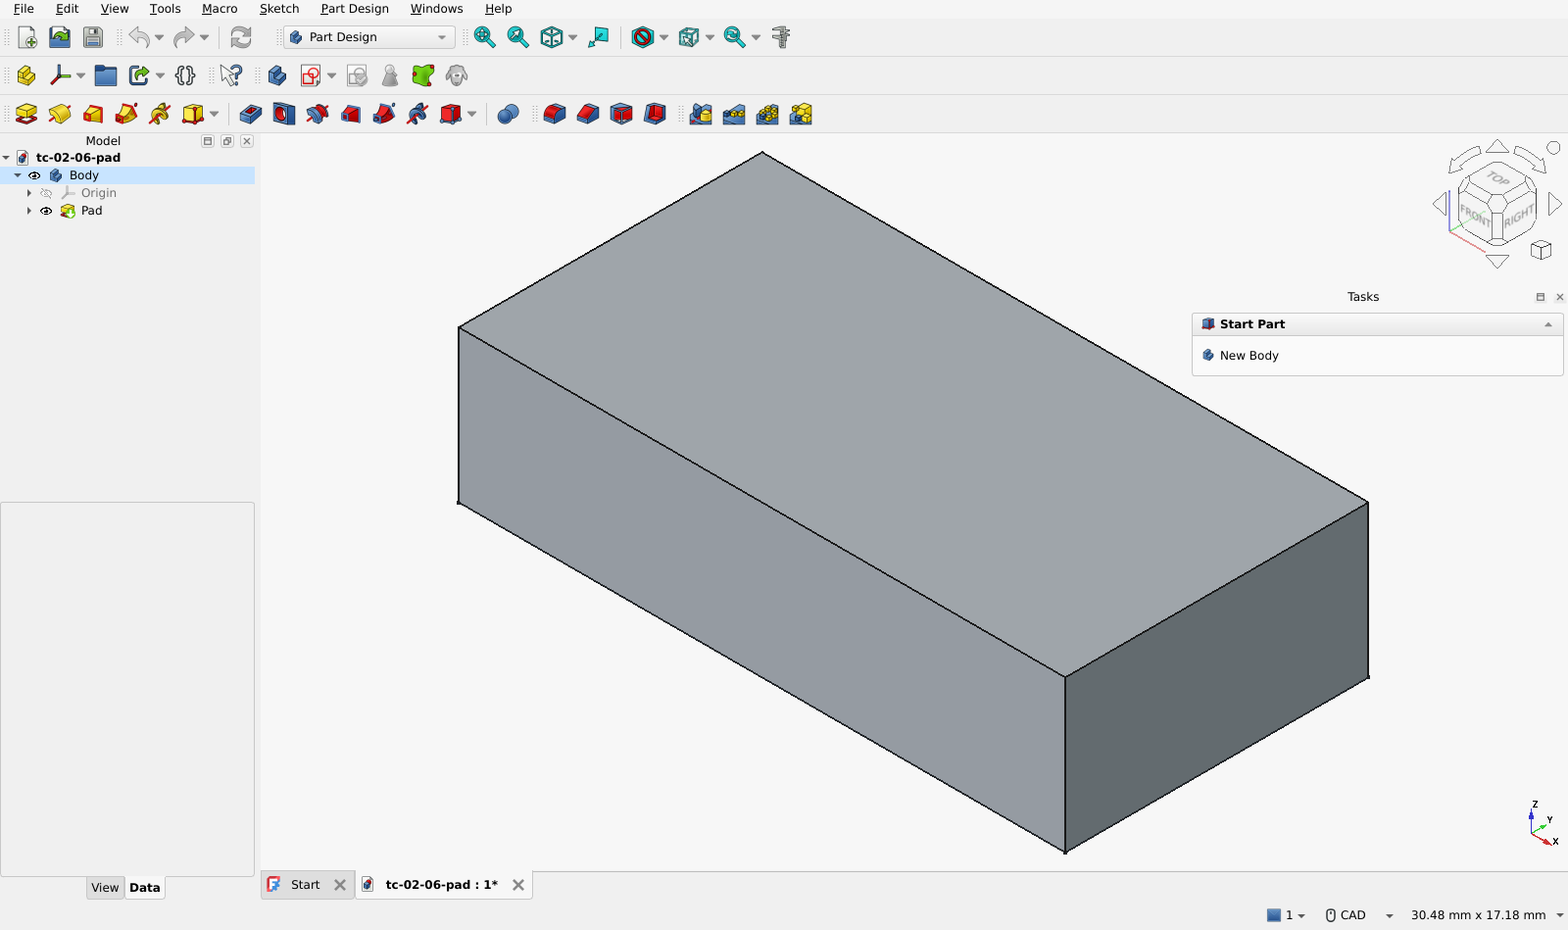 File Edit View Tools Macro Sketch Part Design Windows Help
Part Design
Model
tc-02-06-pad
Body
Origin
Pad
TOP
FRONT
RIGHT
Tasks
Start Part
New Body
Z
Y
X
View Data
Start
tc-02-06-pad : 1*
1
CAD
30.48 mm x 17.18 mm